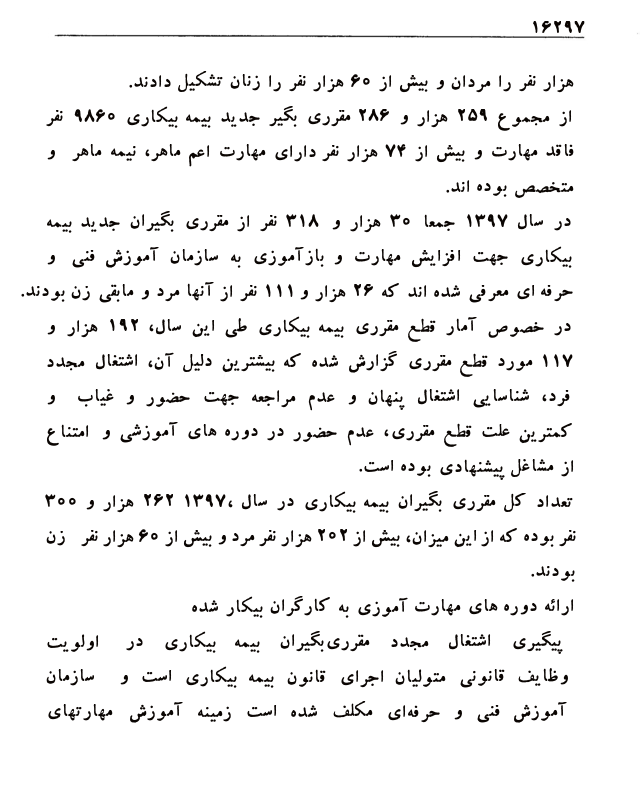 ۱۶۲۹۷
هزار نفر را مردان و بیش از ۶۰ هزار نفر را زنان تشکیل دادند.
از مجموع ۲۵۹ هزار و ۲۸۶ مقرری بگیر جدید بیمه بیکاری ۹۸۶۰ نفر
فاقد مهارت و بیش از ۷۴ هزار نفر دارای مهارت اعم ماهر، نیمه ماهر و
متخصص بوده اند.
در سال ۱۳۹۷ جمعا ۳۰ هزار و ۳۱۸ نفر از مقرری بگیران جدید بیمه
بیکاری جهت افزایش مهارت و بازآموزی به سازمان آموزش فنی و
حرفه ای معرفی شده اند که ۲۶ هزار و ۱۱۱ نفر از آنها مرد و مابقی زن بودند.
در خصوص آمار قطع مقرری بیمه بیکاری طی این سال، ۱۹۲ هزار و
۱۱۷ مورد قطع مقرری گزارش شده که بیشترین دلیل آن، اشتغال مجدد
فرد، شناسایی اشتغال پنهان و عدم مراجعه جهت حضور و غیاب و
کمترین علت قطع مقرری، عدم حضور در دوره های آموزشی و امتناع
از مشاغل پیشنهادی بوده است.
تعداد کل مقرری بگیران بیمه بیکاری در سال ۱۳۹۷، ۲۶۲ هزار و ۳۰۰
نفر بوده که از این میزان، بیش از ۲۰۲ هزار نفر مرد و بیش از ۶۰ هزار نفر زن
بودند.
ارائه دوره های مهارت آموزی به کارگران بیکار شده
پیگیری اشتغال مجدد مقرری‌بگیران بیمه بیکاری در اولویت
وظایف قانونی متولیان اجرای قانون بیمه بیکاری است و سازمان
آموزش فنی و حرفه‌ای مکلف شده است زمینه آموزش مهارتهای